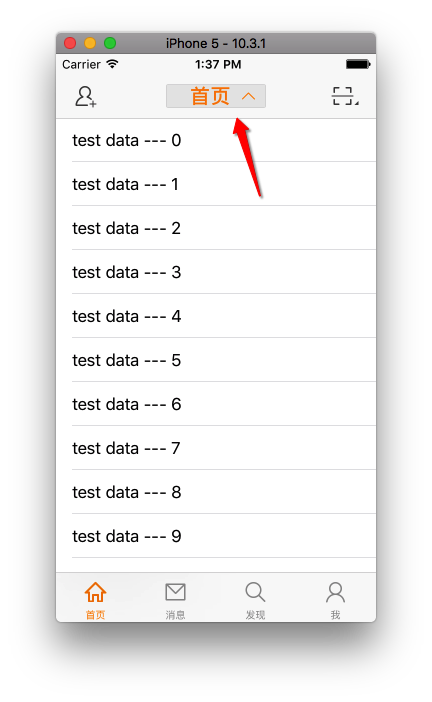 iPhone 5 - 10.3.1
Carrier 1:37 PM
首页
test data --- 0
test data --- 1
test data --- 2
test data --- 3
test data --- 4
test data --- 5
test data --- 6
test data --- 7
test data --- 8
test data --- 9
首页 消息 发现 我